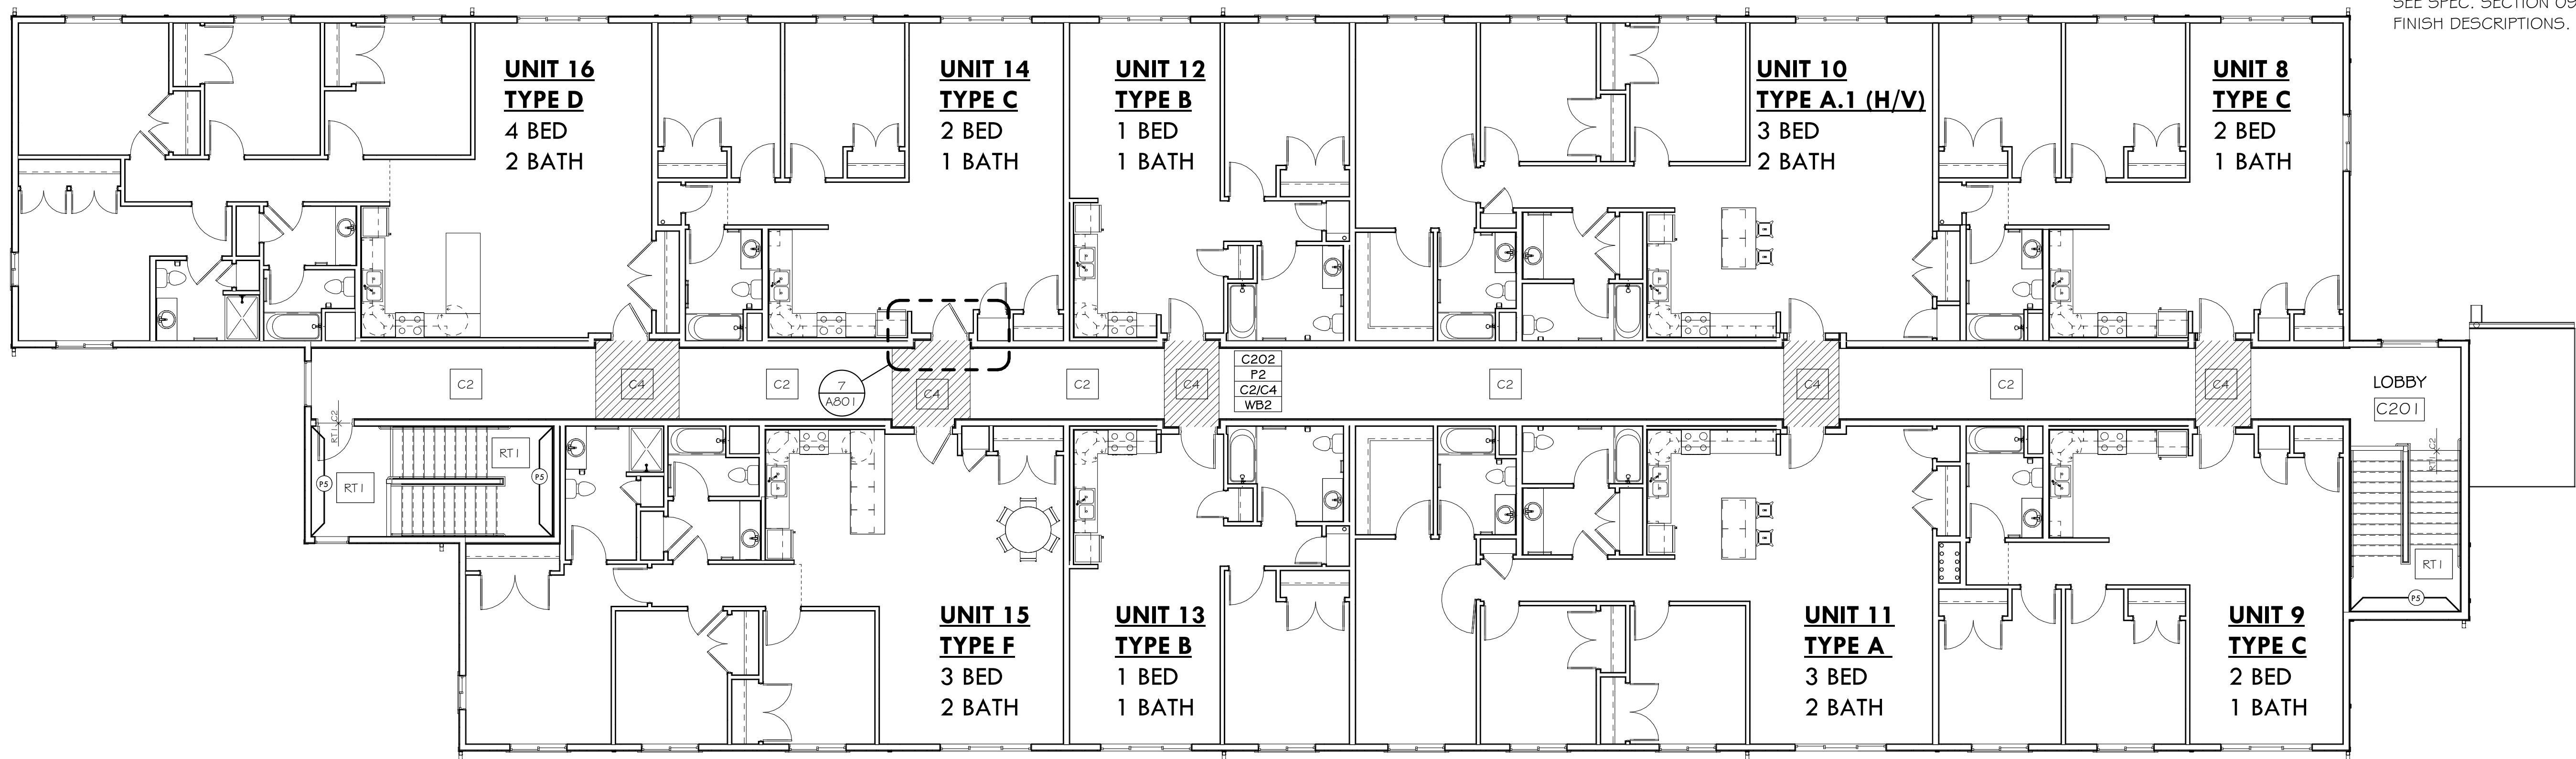 SEE SPEC. SECTION 09
FINISH DESCRIPTIONS.
UNIT 16
TYPE D
4 BED
2 BATH
UNIT 14
TYPE C
2 BED
1 BATH
UNIT 12
TYPE B
1 BED
1 BATH
UNIT 10
TYPE A.1 (H/V)
3 BED
2 BATH
UNIT 8
TYPE C
2 BED
1 BATH
C2
C4
C2
7
A801
C4
C2
C4
C202
P2
C2/C4
WB2
C2
C4
C2
C4
LOBBY
C201
RT1 C2
P5
RT1
RT1
P5
RT1 C2
RT1
P5
UNIT 15
TYPE F
3 BED
2 BATH
UNIT 13
TYPE B
1 BED
1 BATH
UNIT 11
TYPE A
3 BED
2 BATH
UNIT 9
TYPE C
2 BED
1 BATH